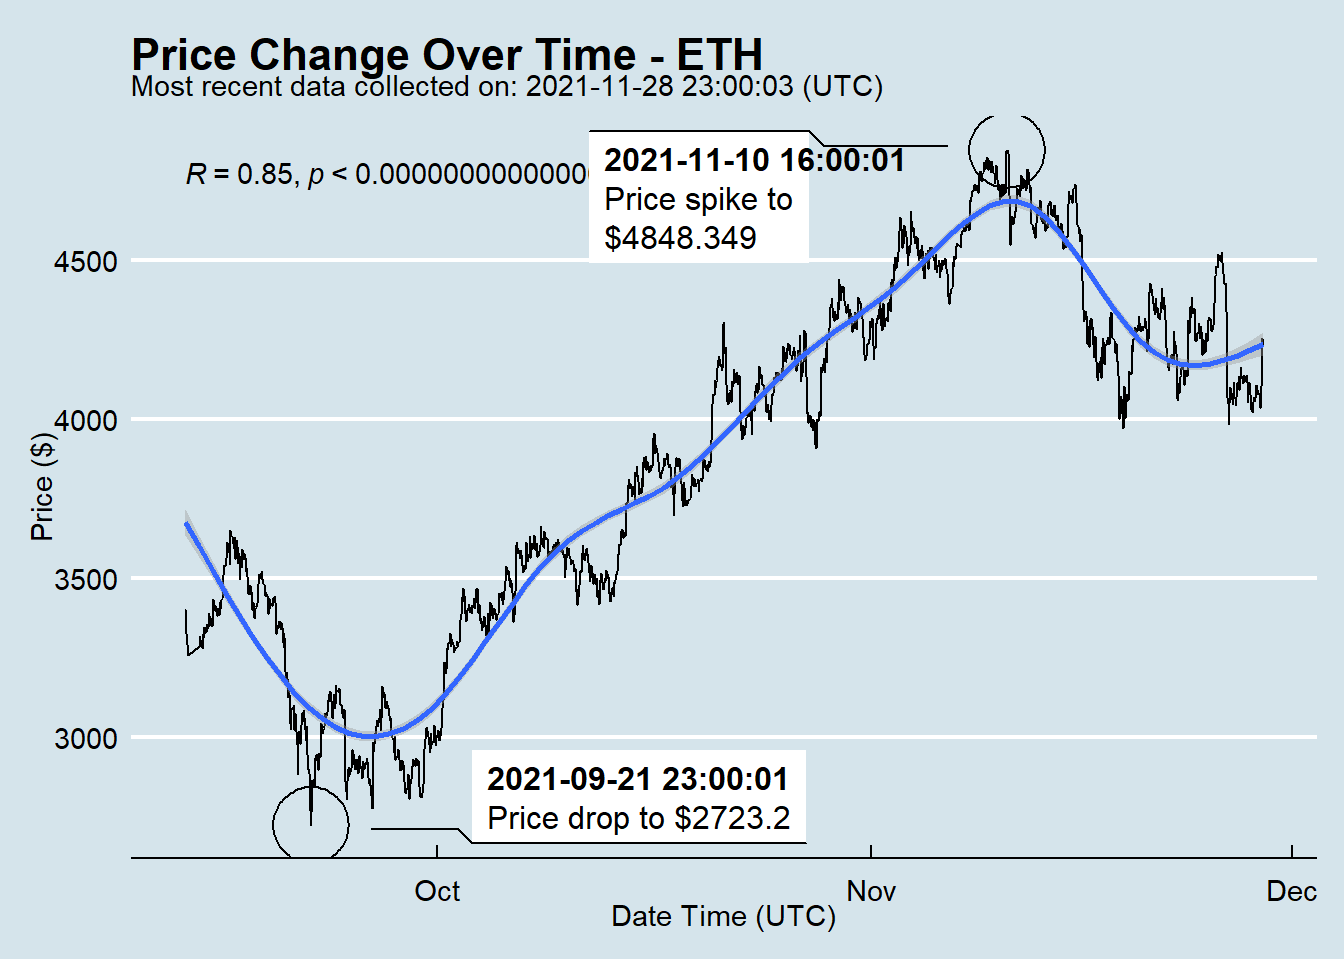 Price Change Over Time - ETH
Most recent data collected on: 2021-11-28 23:00:03 (UTC)
R = 0.85, p < 0.0000000000000
2021-11-10 16:00:01
Price spike to
$4848.349
4500
4000
3500
3000
Price ($)
2021-09-21 23:00:01
Price drop to $2723.2
Oct
Nov
Dec
Date Time (UTC)